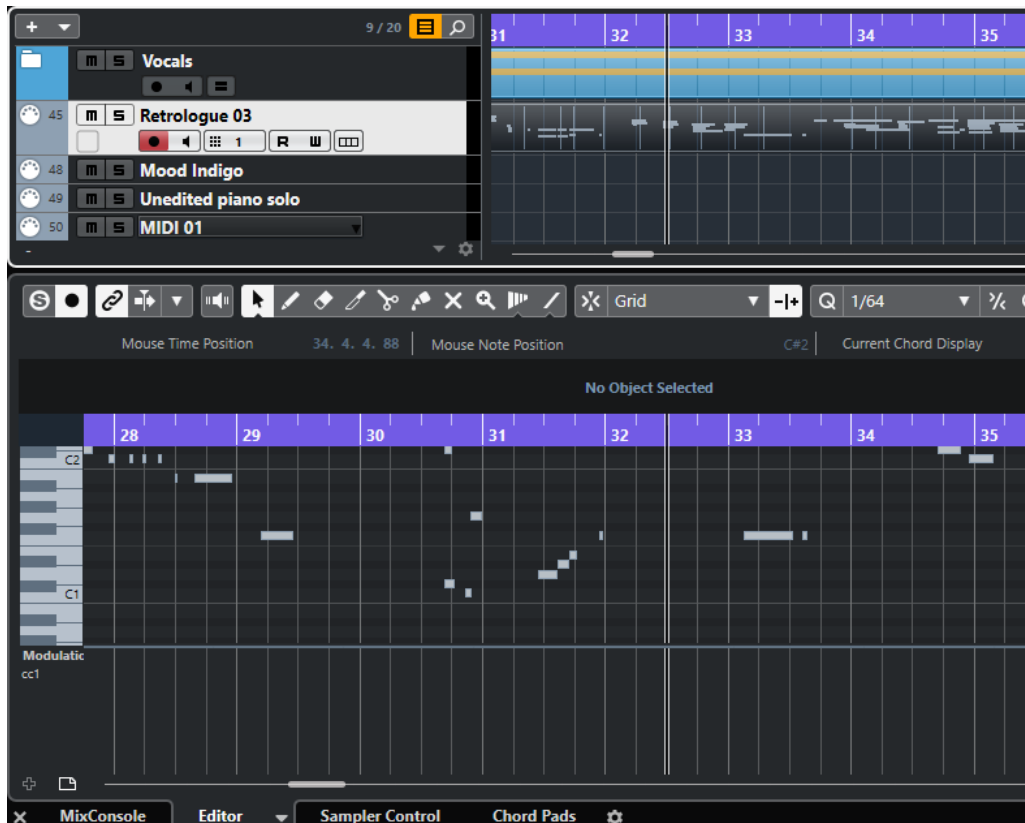 9 / 20
31 32 33 34 35
m S Vocals
45 m S Retrologue 03
1 R W
48 m S Mood Indigo
49 m S Unedited piano solo
50 m S MIDI 01
S Grid Q 1/64
Mouse Time Position 34. 4. 4. 88 Mouse Note Position C#2 Current Chord Display
No Object Selected
28 29 30 31 32 33 34 35
C2
C1
Modulatic
cc1
MixConsole Editor Sampler Control Chord Pads